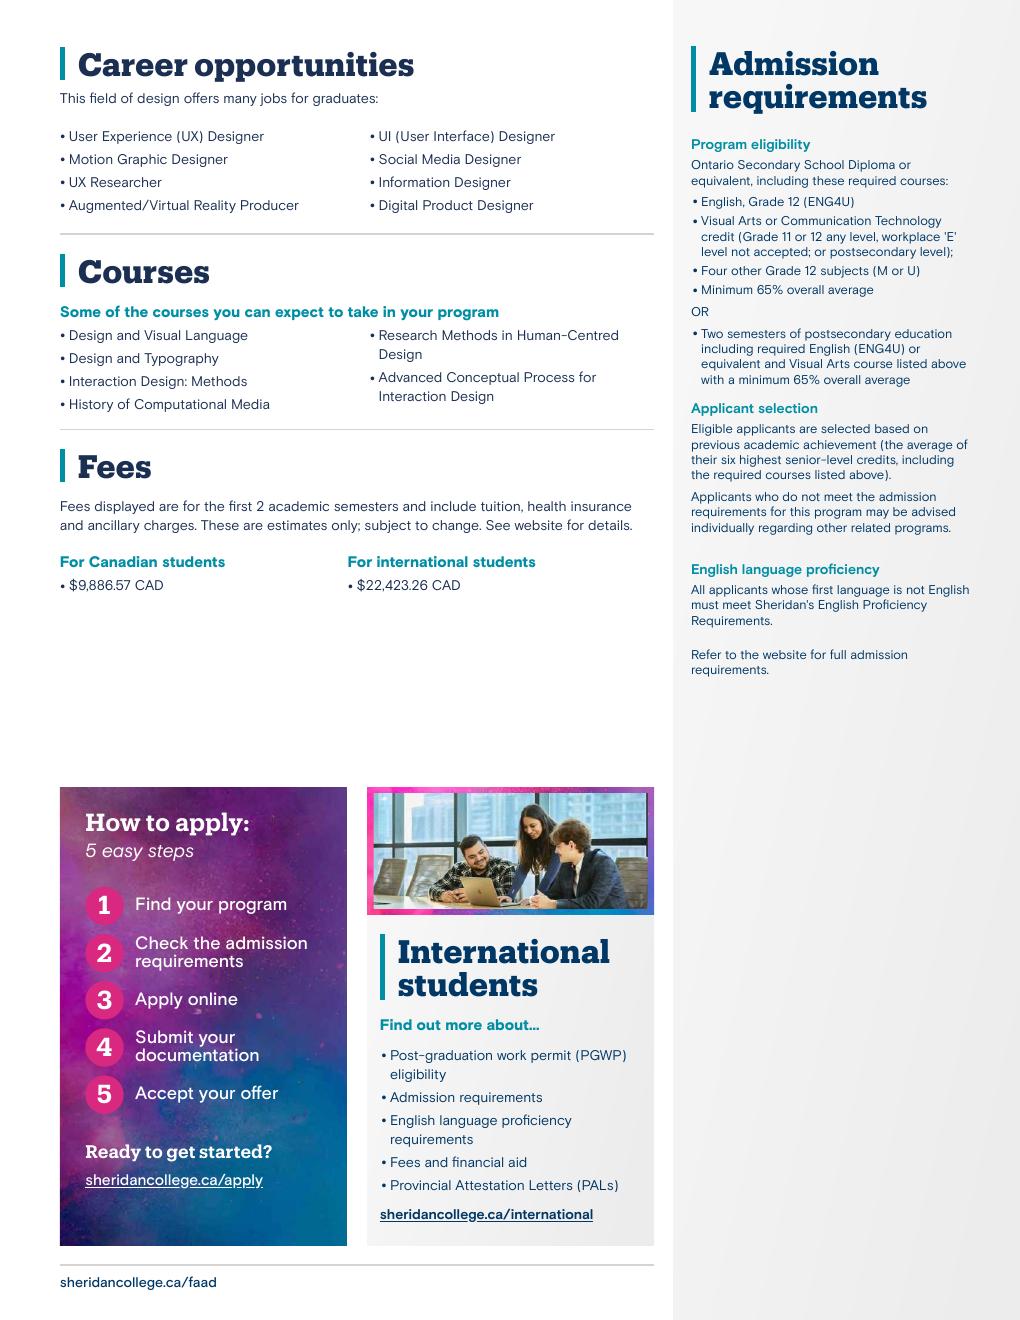 Career opportunities
This field of design offers many jobs for graduates:
• User Experience (UX) Designer
• Motion Graphic Designer
• UX Researcher
• Augmented/Virtual Reality Producer
• UI (User Interface) Designer
• Social Media Designer
• Information Designer
• Digital Product Designer
Courses
Some of the courses you can expect to take in your program
• Design and Visual Language
• Design and Typography
• Interaction Design: Methods
• History of Computational Media
• Research Methods in Human-Centred
Design
• Advanced Conceptual Process for
Interaction Design
Fees
Fees displayed are for the first 2 academic semesters and include tuition, health insurance
and ancillary charges. These are estimates only; subject to change. See website for details.
For Canadian students
• $9,886.57 CAD
For international students
• $22,423.26 CAD
How to apply:
5 easy steps
1 Find your program
2 Check the admission
requirements
3 Apply online
4 Submit your
documentation
5 Accept your offer
Ready to get started?
sheridancollege.ca/apply
International
students
Find out more about...
• Post-graduation work permit (PGWP)
eligibility
• Admission requirements
• English language proficiency
requirements
• Fees and financial aid
• Provincial Attestation Letters (PALs)
sheridancollege.ca/international
sheridancollege.ca/faad
Admission
requirements
Program eligibility
Ontario Secondary School Diploma or
equivalent, including these required courses:
• English, Grade 12 (ENG4U)
• Visual Arts or Communication Technology
credit (Grade 11 or 12 any level, workplace 'E'
level not accepted; or postsecondary level);
• Four other Grade 12 subjects (M or U)
• Minimum 65% overall average
OR
• Two semesters of postsecondary education
including required English (ENG4U) or
equivalent and Visual Arts course listed above
with a minimum 65% overall average
Applicant selection
Eligible applicants are selected based on
previous academic achievement (the average of
their six highest senior-level credits, including
the required courses listed above).
Applicants who do not meet the admission
requirements for this program may be advised
individually regarding other related programs.
English language proficiency
All applicants whose first language is not English
must meet Sheridan's English Proficiency
Requirements.
Refer to the website for full admission
requirements.